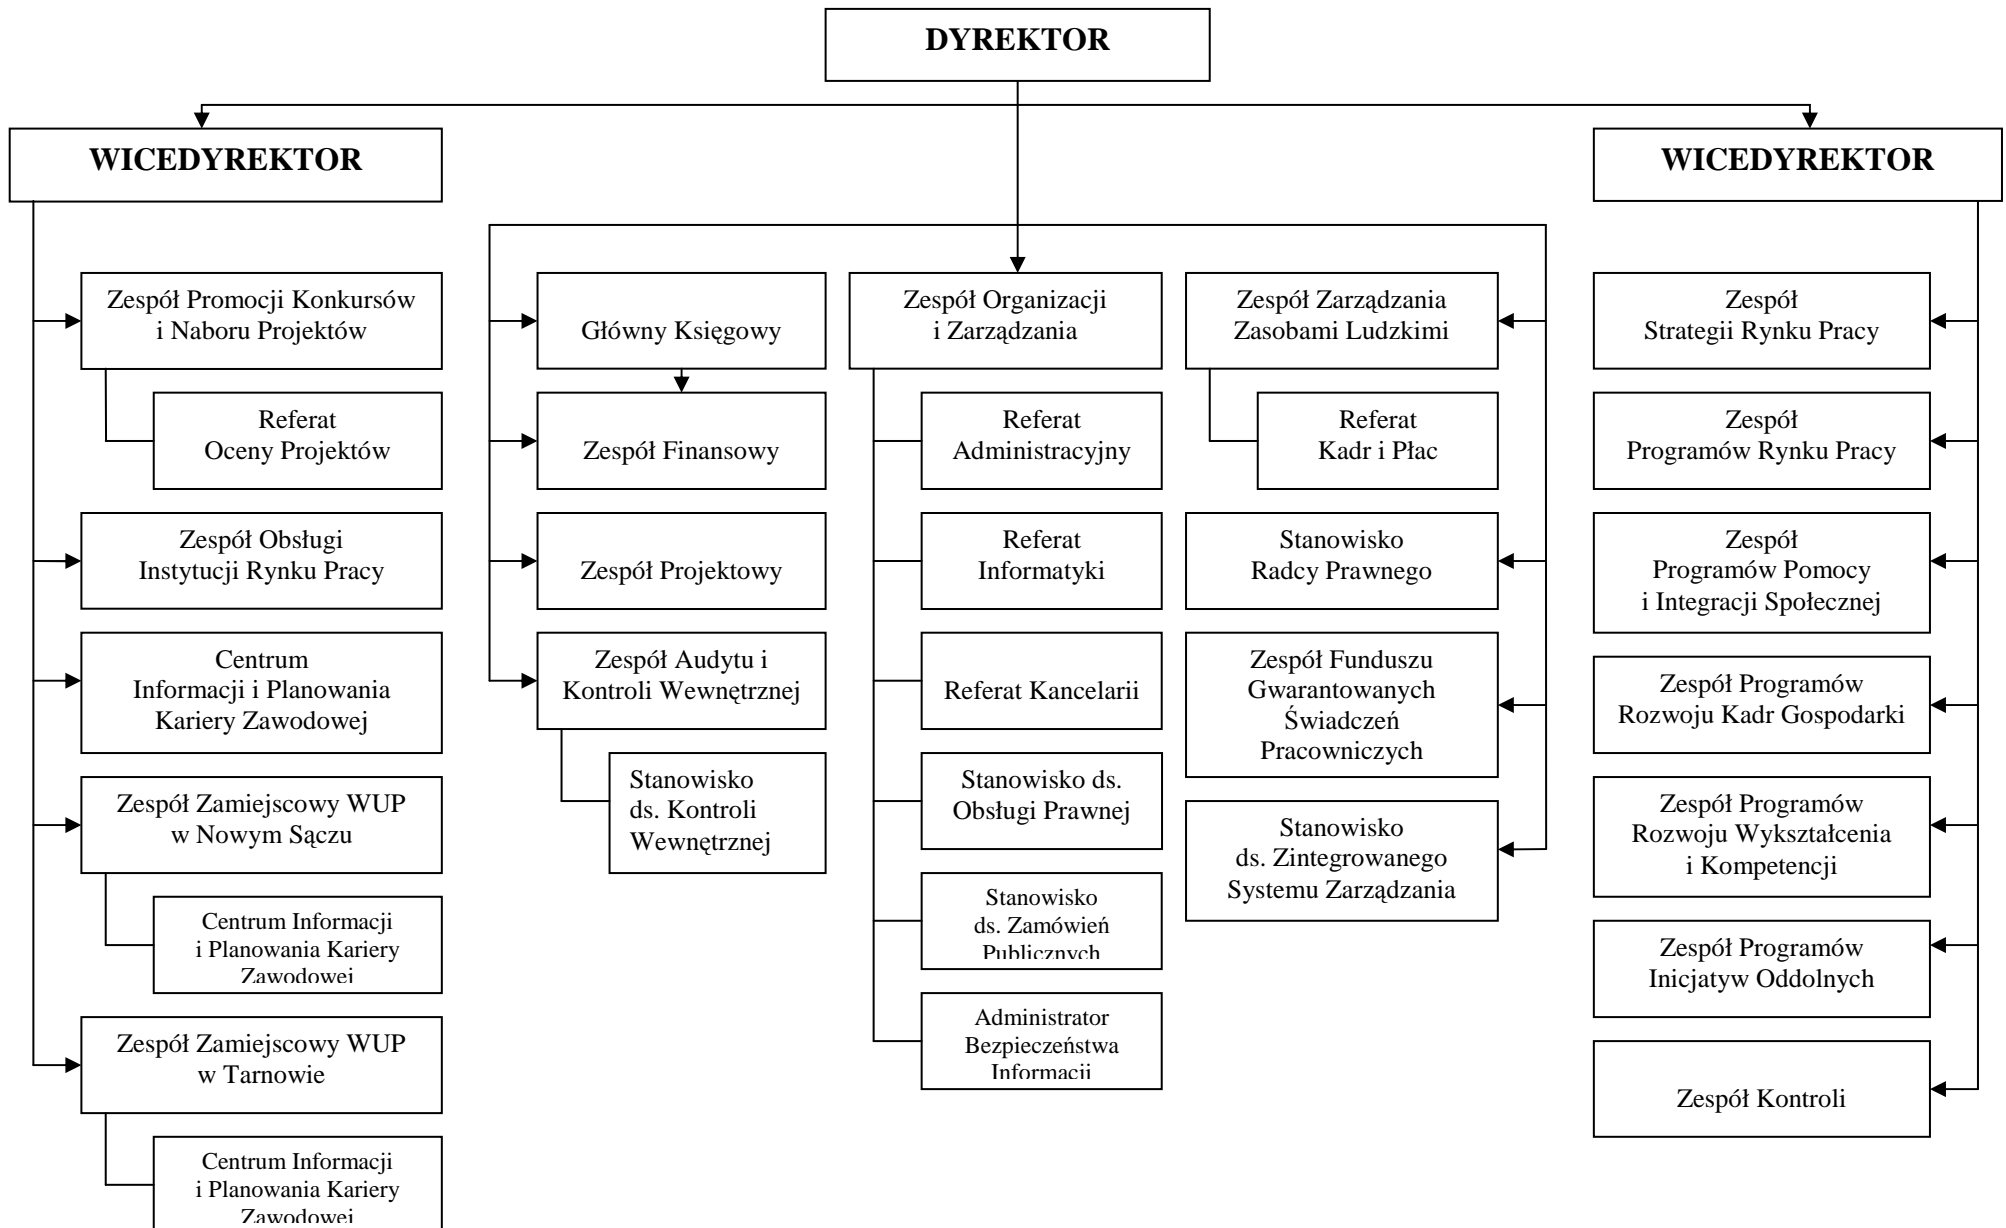 DYREKTOR
WICEDYREKTOR
WICEDYREKTOR
Zespół Promocji Konkursów
i Naboru Projektów
Referat
Oceny Projektów
Zespół Obsługi
Instytucji Rynku Pracy
Centrum
Informacji i Planowania
Kariery Zawodowej
Zespół Zamiejscowy WUP
w Nowym Sączu
Centrum Informacji
i Planowania Kariery
Zawodowej
Zespół Zamiejscowy WUP
w Tarnowie
Centrum Informacji
i Planowania Kariery
Zawodowej
Główny Księgowy
Zespół Finansowy
Zespół Projektowy
Zespół Audytu i
Kontroli Wewnętrznej
Stanowisko
ds. Kontroli
Wewnętrznej
Zespół Organizacji
i Zarządzania
Referat
Administracyjny
Referat
Informatyki
Referat Kancelarii
Stanowisko ds.
Obsługi Prawnej
Stanowisko
ds. Zamówień
Publicznych
Administrator
Bezpieczeństwa
Informacji
Zespół Zarządzania
Zasobami Ludzkimi
Referat
Kadr i Płac
Stanowisko
Radcy Prawnego
Zespół Funduszu
Gwarantowanych
Świadczeń
Pracowniczych
Stanowisko
ds. Zintegrowanego
Systemu Zarządzania
Zespół
Strategii Rynku Pracy
Zespół
Programów Rynku Pracy
Zespół
Programów Pomocy
i Integracji Społecznej
Zespół Programów
Rozwoju Kadr Gospodarki
Zespół Programów
Rozwoju Wykształcenia
i Kompetencji
Zespół Programów
Inicjatyw Oddolnych
Zespół Kontroli